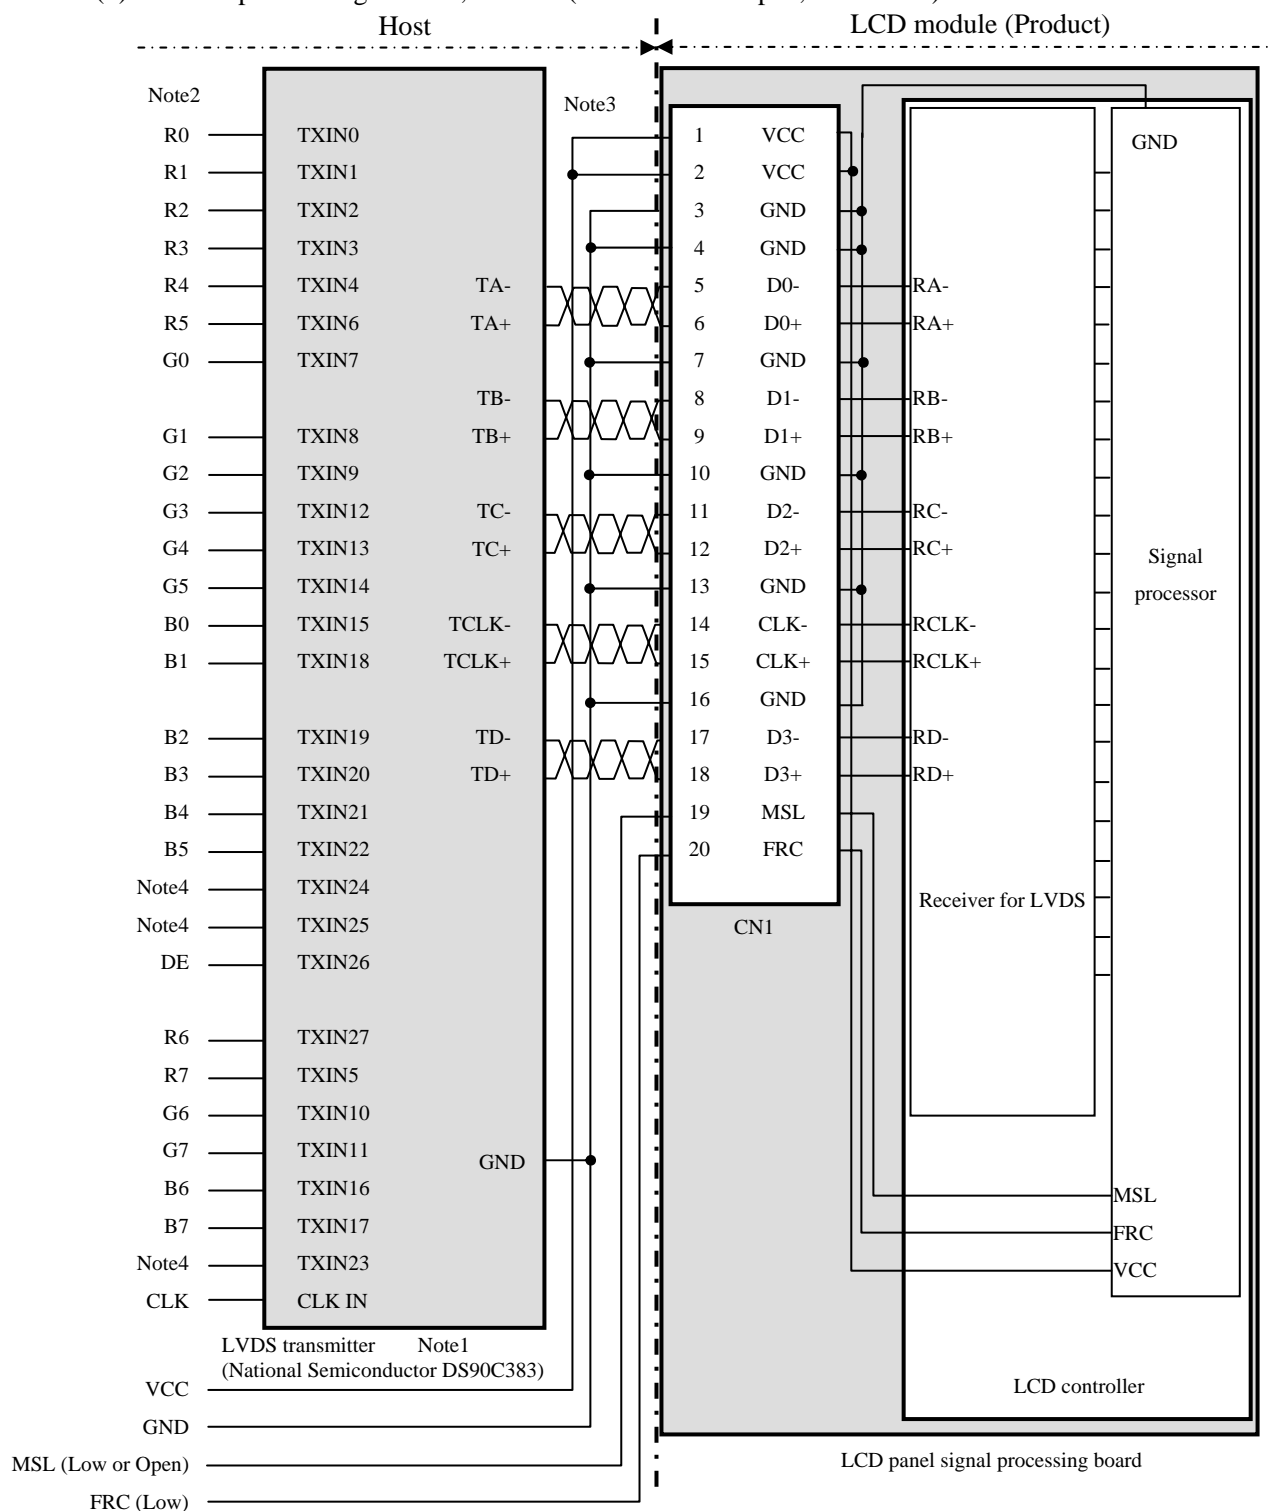 Host LCD module (Product)
Note2 Note3
R0 TXIN0 1 VCC GND
R1 TXIN1 2 VCC
R2 TXIN2 3 GND
R3 TXIN3 4 GND
R4 TXIN4 TA- 5 D0- RA-
R5 TXIN6 TA+ 6 D0+ RA+
G0 TXIN7 7 GND
TB- 8 D1- RB-
G1 TXIN8 TB+ 9 D1+ RB+
G2 TXIN9 10 GND
G3 TXIN12 TC- 11 D2- RC-
G4 TXIN13 TC+ 12 D2+ RC+
Signal
G5 TXIN14 13 GND
processor
B0 TXIN15 TCLK- 14 CLK- RCLK-
B1 TXIN18 TCLK+ 15 CLK+ RCLK+
16 GND
B2 TXIN19 TD- 17 D3- RD-
B3 TXIN20 TD+ 18 D3+ RD+
B4 TXIN21 19 MSL
B5 TXIN22 20 FRC
Note4 TXIN24
Receiver for LVDS
Note4 TXIN25 CN1
DE TXIN26
R6 TXIN27
R7 TXIN5
G6 TXIN10
G7 TXIN11
GND
B6 TXIN16 MSL
B7 TXIN17 FRC
Note4 TXIN23 VCC
CLK CLK IN
LVDS transmitter Note1
(National Semiconductor DS90C383)
VCC LCD controller
GND
MSL (Low or Open) LCD panel signal processing board
FRC (Low)